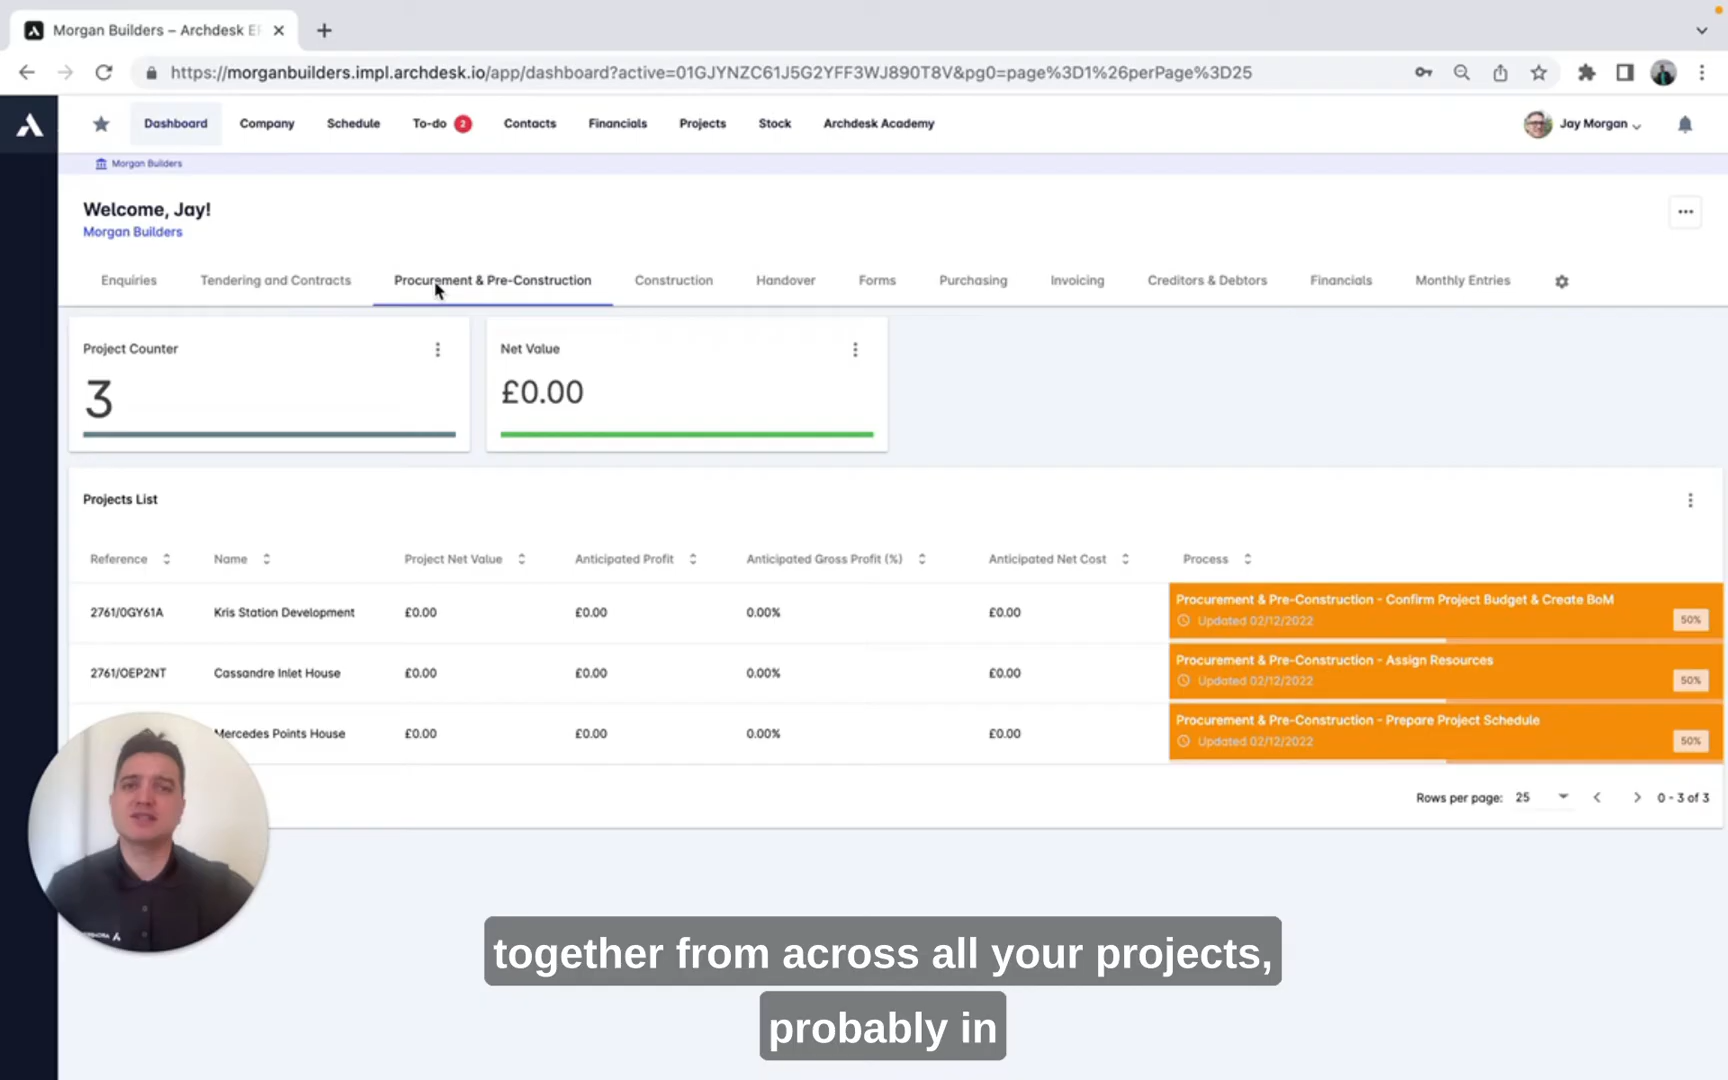 Morgan Builders – Archdesk
https://morganbuilders.impl.archdesk.io/app/dashboard?active=01GJYNZC61J5G2YFF3WJ890T8V&pg0=page%3D1%26perPage%3D25
Dashboard Company Schedule To-do 2 Contacts Financials Projects Stock Archdesk Academy Jay Morgan
Morgan Builders
Welcome, Jay!
Morgan Builders
Enquiries Tendering and Contracts Procurement & Pre-Construction Construction Handover Forms Purchasing Invoicing Creditors & Debtors Financials Monthly Entries
Project Counter
3
Net Value
£0.00
Projects List
Reference Name Project Net Value Anticipated Profit Anticipated Gross Profit (%) Anticipated Net Cost Process
2761/0GY61A Kris Station Development £0.00 £0.00 0.00% £0.00 Procurement & Pre-Construction - Confirm Project Budget & Create BoM
Updated 02/12/2022 50%
2761/OEP2NT Cassandre Inlet House £0.00 £0.00 0.00% £0.00 Procurement & Pre-Construction - Assign Resources
Updated 02/12/2022 50%
Mercedes Points House £0.00 £0.00 0.00% £0.00 Procurement & Pre-Construction - Prepare Project Schedule
Updated 02/12/2022 50%
Rows per page: 25 0 - 3 of 3
together from across all your projects,
probably in